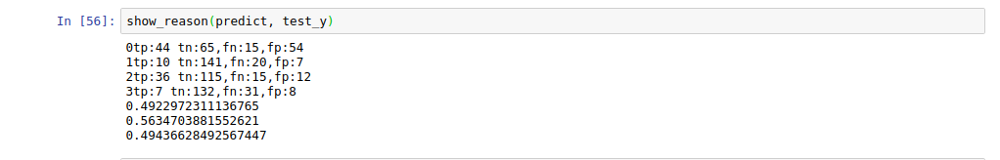 In [56]: show_reason(predict, test_y)
0tp:44 tn:65,fn:15,fp:54
1tp:10 tn:141,fn:20,fp:7
2tp:36 tn:115,fn:15,fp:12
3tp:7 tn:132,fn:31,fp:8
0.4922972311136765
0.5634703881552621
0.49436628492567447